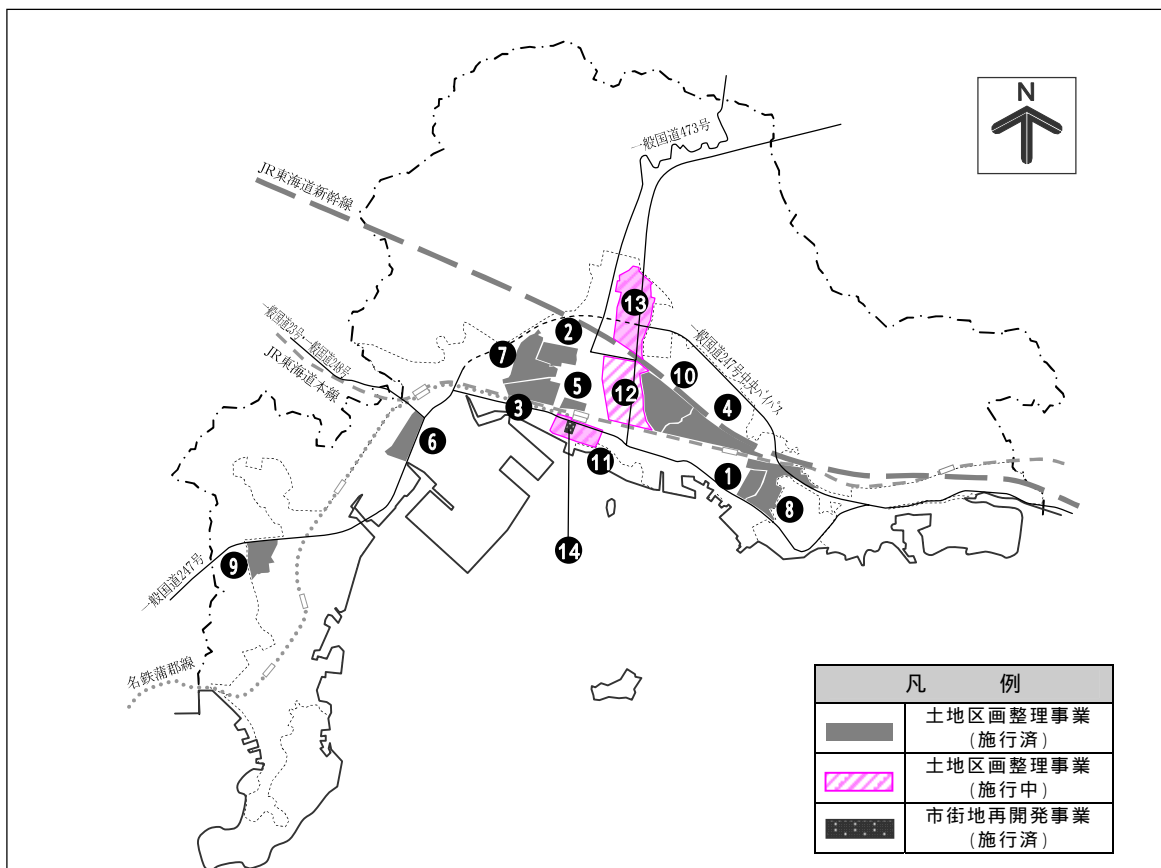 N
一般国道473号
JR東海道新幹線
13
一般国道23号
一般国道248号
JR東海道本線
2
7
一般国道247号中央バイパス
10
5
12
4
3
6
11
1
8
14
9
一般国道247号
名鉄蒲郡線
凡 例
土地区画整理事業
(施行済)
土地区画整理事業
(施行中)
市街地再開発事業
(施行済)